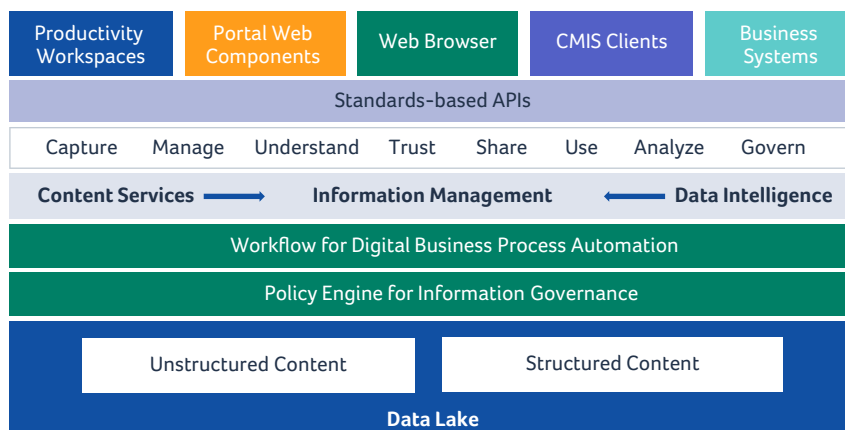 Productivity
Workspaces
Portal Web
Components
Web Browser
CMIS Clients
Business
Systems
Standards-based APIs
Capture Manage Understand Trust Share Use Analyze Govern
Content Services Information Management Data Intelligence
Workflow for Digital Business Process Automation
Policy Engine for Information Governance
Unstructured Content Structured Content
Data Lake